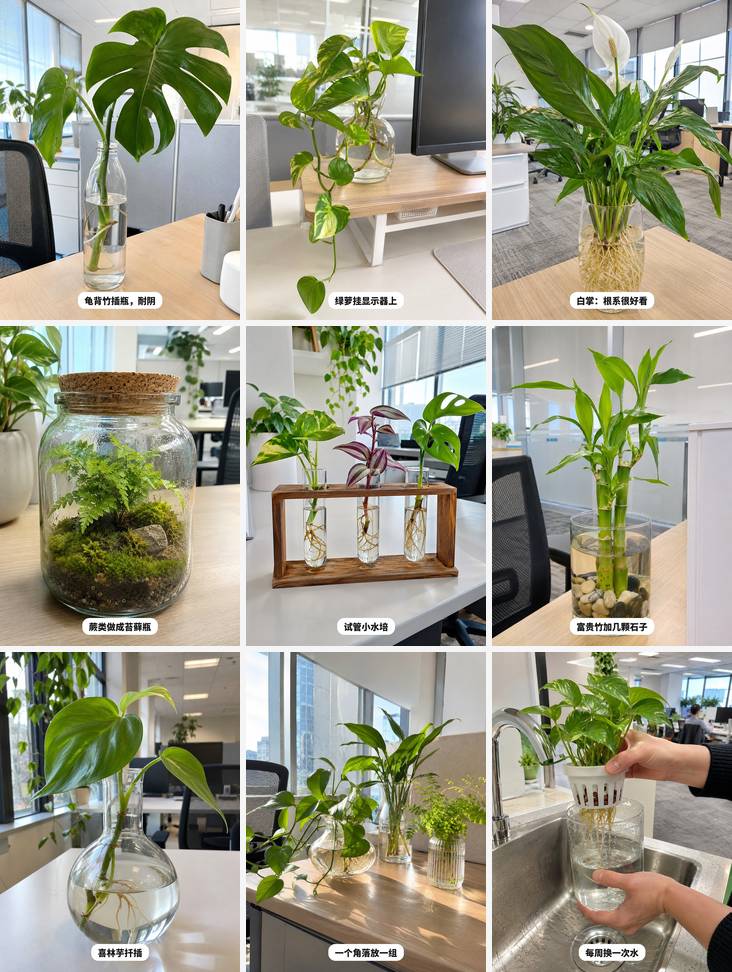 龟背竹插瓶，耐阴
绿萝挂显示器上
白掌：根系很好看
蕨类做成苔藓瓶
试管小水培
富贵竹加几颗石子
喜林芋扦插
一个角落放一组
每周换一次水